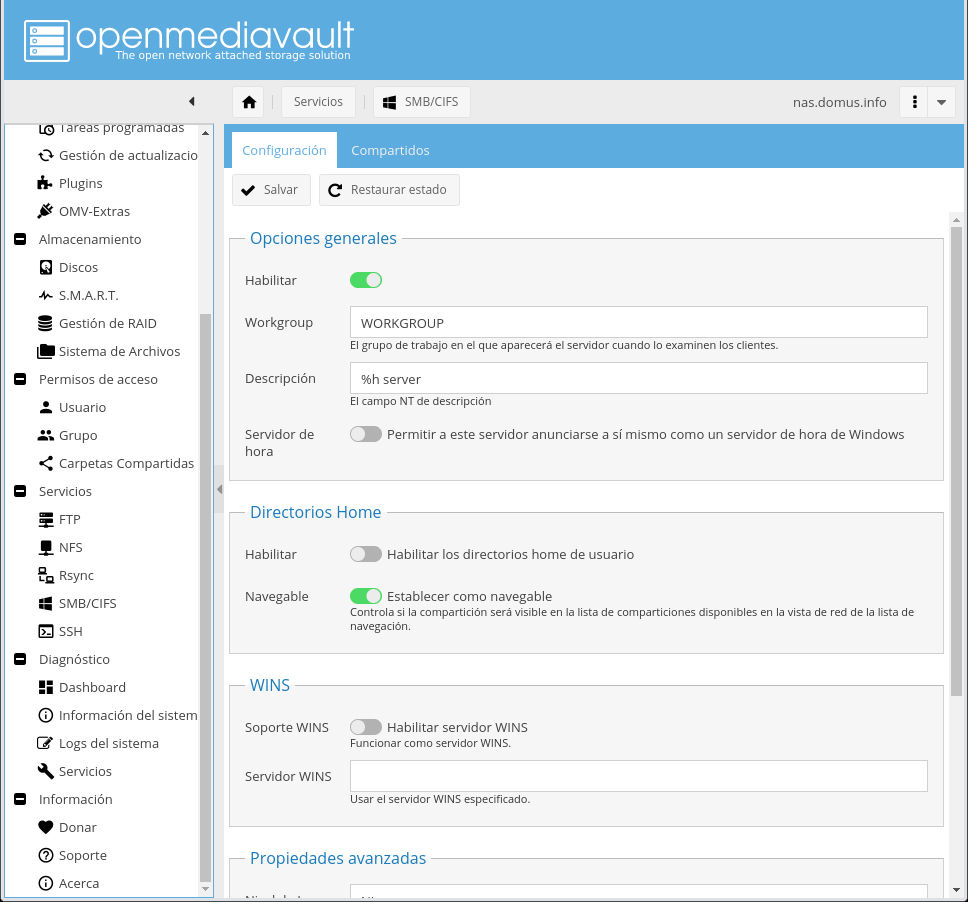 openmediavault
The open network attached storage solution
Servicios
SMB/CIFS
nas.domus.info
Tareas programadas
Gestión de actualizacio
Plugins
OMV-Extras
Almacenamiento
Discos
S.M.A.R.T.
Gestión de RAID
Sistema de Archivos
Permisos de acceso
Usuario
Grupo
Carpetas Compartidas
Servicios
FTP
NFS
Rsync
SMB/CIFS
SSH
Diagnóstico
Dashboard
Información del sistem
Logs del sistema
Servicios
Información
Donar
Soporte
Acerca
Configuración
Compartidos
Salvar
Restaurar estado
Opciones generales
Habilitar
Workgroup
WORKGROUP
El grupo de trabajo en el que aparecerá el servidor cuando lo examinen los clientes.
Descripción
%h server
El campo NT de descripción
Servidor de
hora
Permitir a este servidor anunciarse a sí mismo como un servidor de hora de Windows
Directorios Home
Habilitar
Habilitar los directorios home de usuario
Navegable
Establecer como navegable
Controla si la compartición será visible en la lista de comparticiones disponibles en la vista de red de la lista de
navegación.
WINS
Soporte WINS
Habilitar servidor WINS
Funcionar como servidor WINS.
Servidor WINS
Usar el servidor WINS especificado.
Propiedades avanzadas